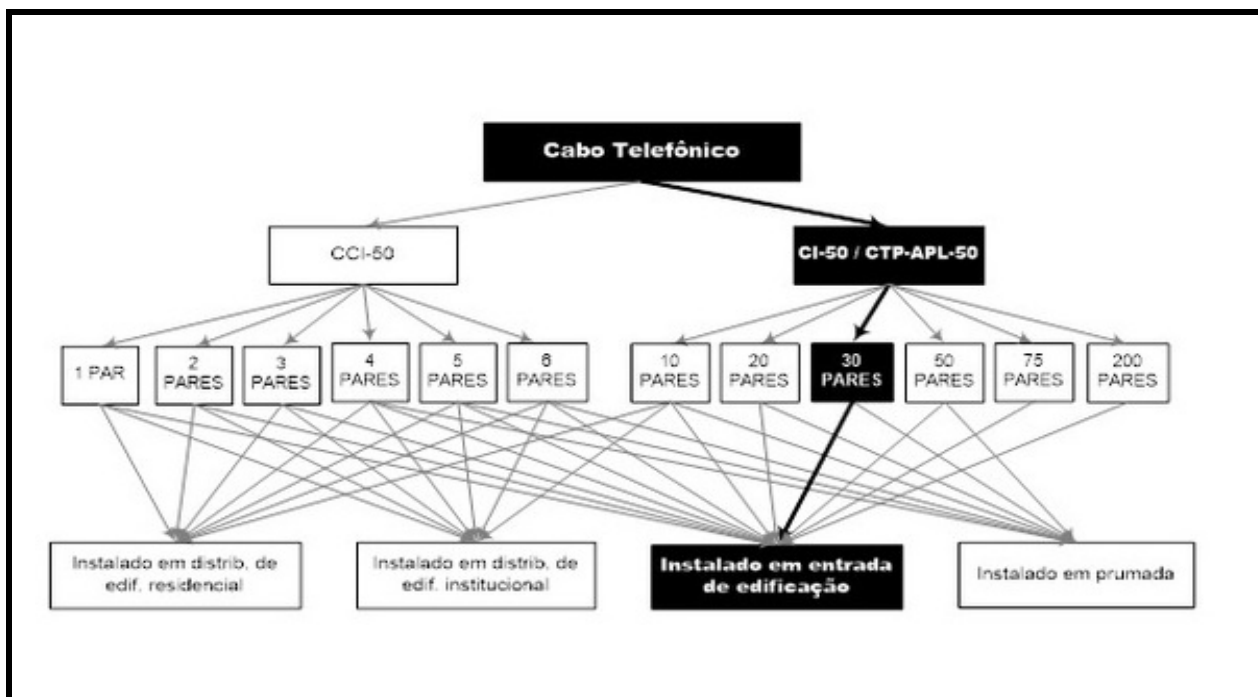 Cabo Telefônico
CCI-50
CI-50 / CTP-APL-50
1 PAR
2
PARES
3
PARES
4
PARES
5
PARES
6
PARES
10
PARES
20
PARES
30
PARES
50
PARES
75
PARES
200
PARES
Instalado em distrib. de
edif. residencial
Instalado em distrib. de
edif. institucional
Instalado em entrada
de edificação
Instalado em prumada